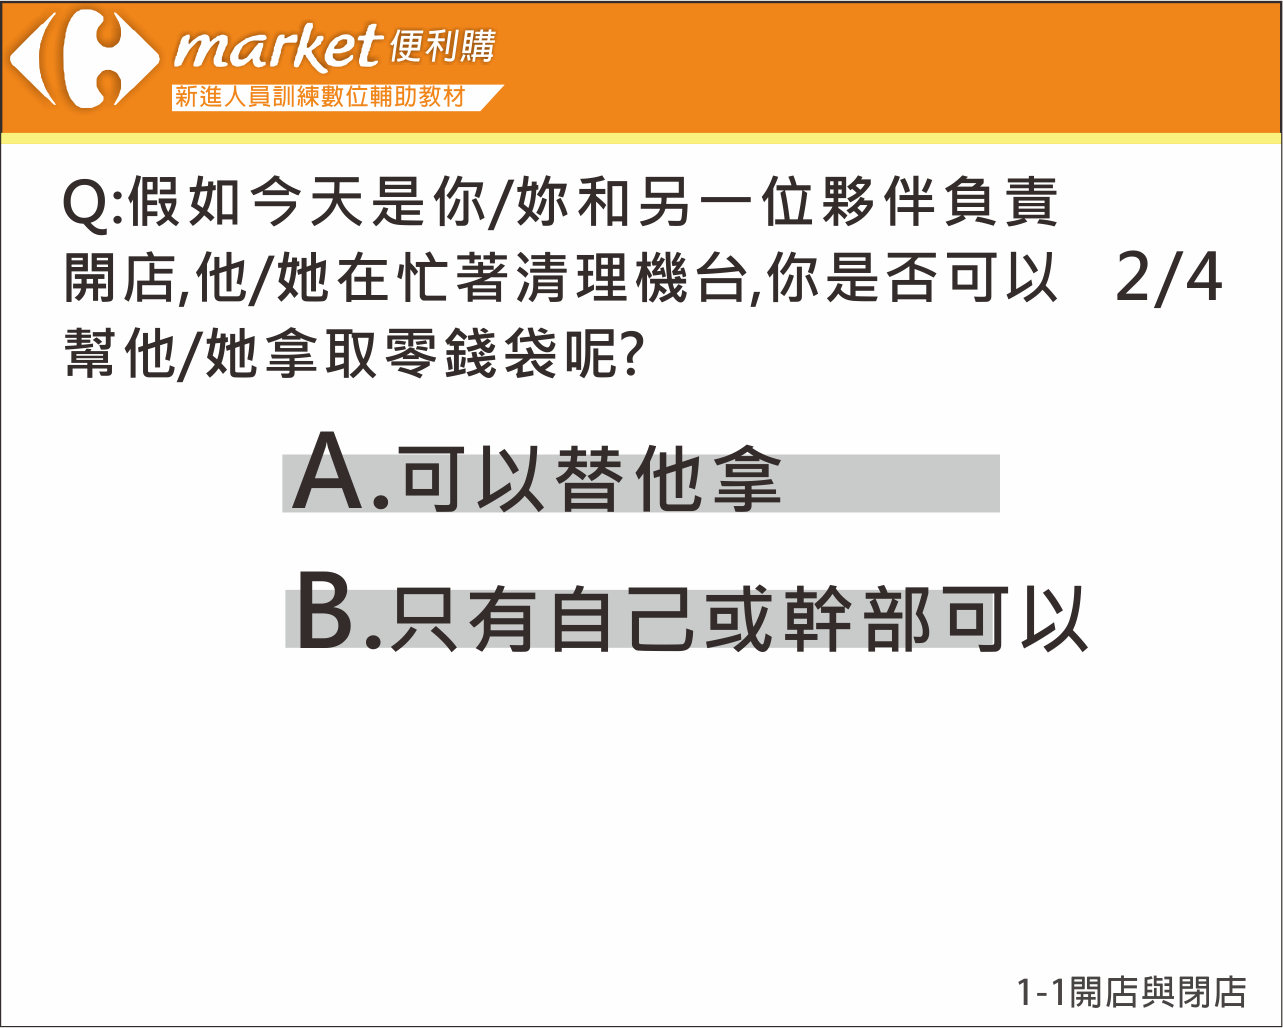 market 便利購
新進人員訓練數位輔助教材
Q:假如今天是你/妳和另一位夥伴負責
開店,他/她在忙著清理機台,你是否可以
幫他/她拿取零錢袋呢?
2/4
A.可以替他拿
B.只有自己或幹部可以
1-1開店與閉店